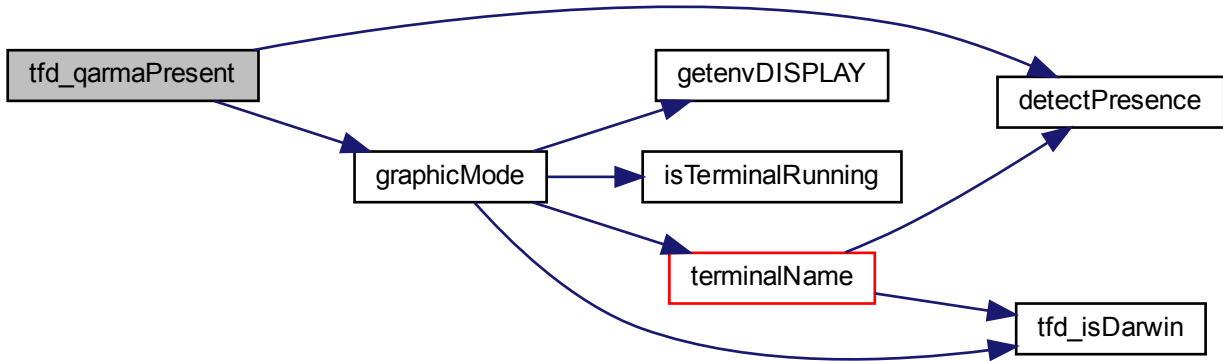 tfd_qarmaPresent
getenvDISPLAY
detectPresence
graphicMode
isTerminalRunning
terminalName
tfd_isDarwin